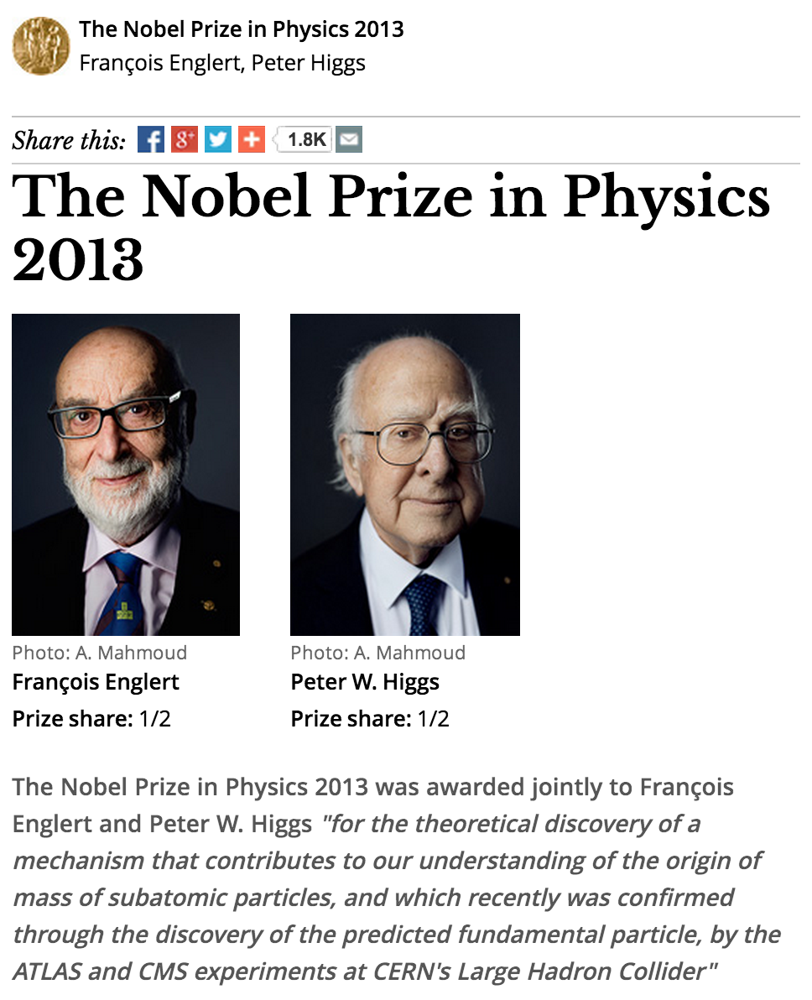 The Nobel Prize in Physics 2013
François Englert, Peter Higgs
Share this: f g+ 1.8K
The Nobel Prize in Physics
2013
Photo: A. Mahmoud
François Englert
Prize share: 1/2
Photo: A. Mahmoud
Peter W. Higgs
Prize share: 1/2
The Nobel Prize in Physics 2013 was awarded jointly to François
Englert and Peter W. Higgs "for the theoretical discovery of a
mechanism that contributes to our understanding of the origin of
mass of subatomic particles, and which recently was confirmed
through the discovery of the predicted fundamental particle, by the
ATLAS and CMS experiments at CERN's Large Hadron Collider"